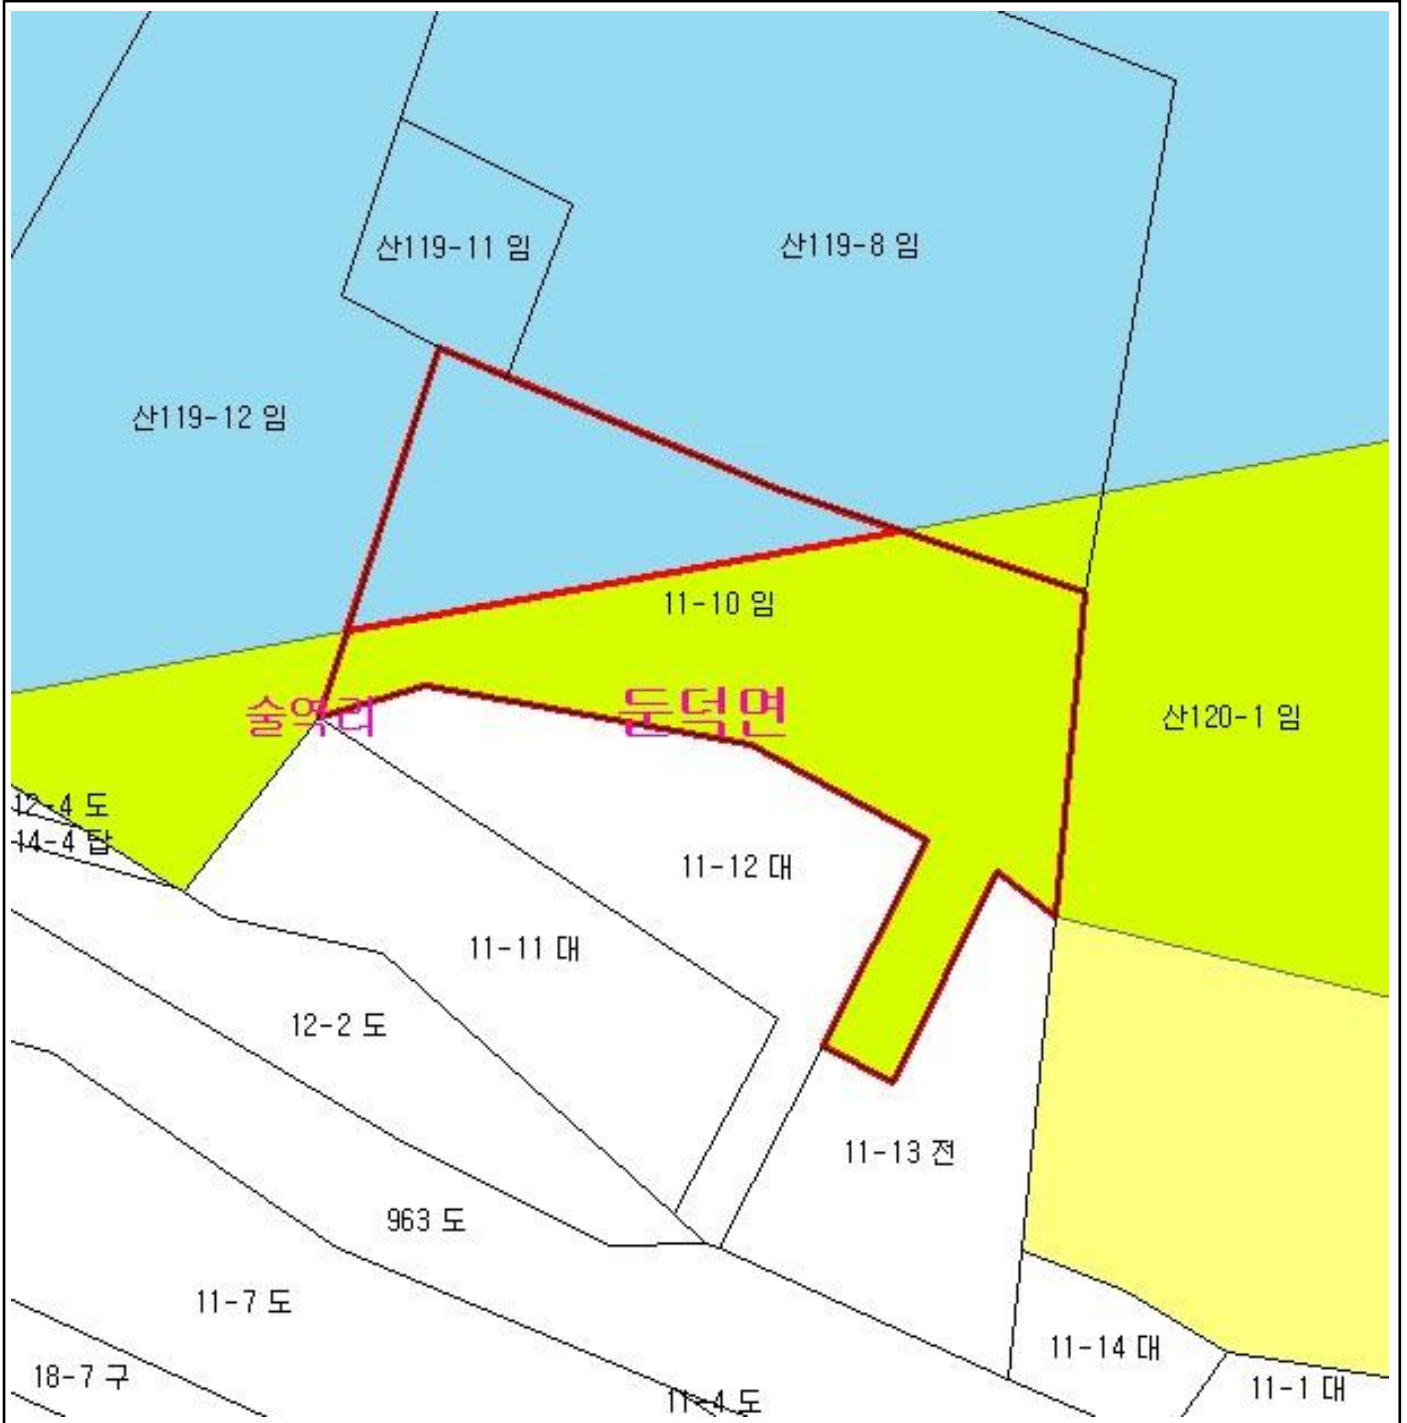 산119-11 임
산119-8 임
산119-12 임
11-10 임
술역리
둔덕면
산120-1 임
12-4 도
14-4 답
11-12 대
11-11 대
12-2 도
11-13 전
963 도
11-7 도
11-14 대
18-7 구
11-4 도
11-1 대